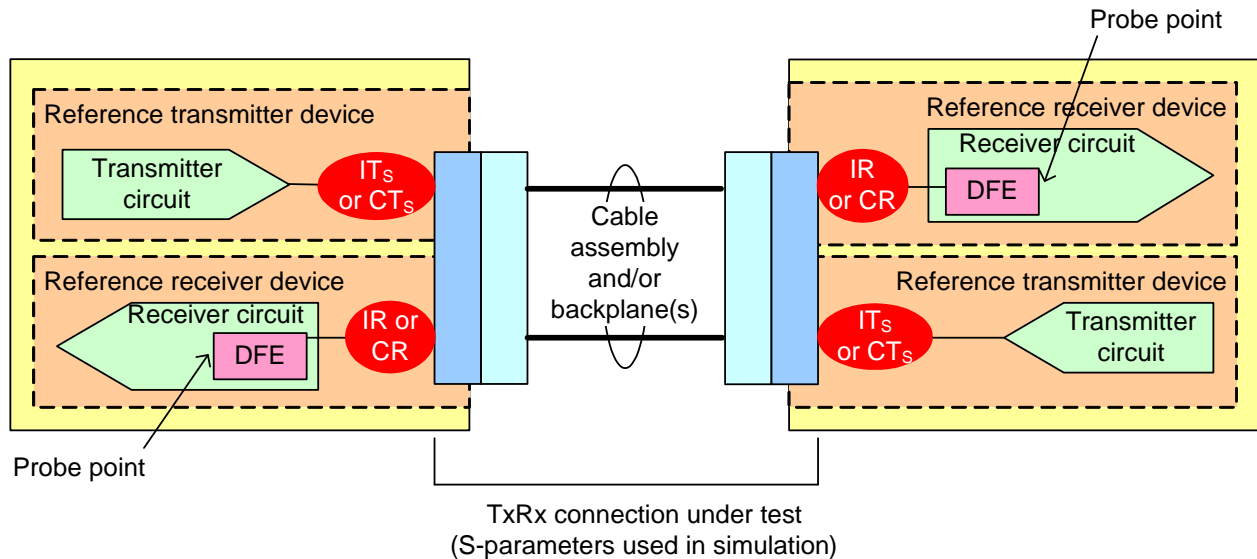 Probe point
Reference transmitter device
Transmitter
circuit
ITS
or CTS
Reference receiver device
Receiver circuit
DFE
IR or
CR
Probe point
Cable
assembly
and/or
backplane(s)
Reference receiver device
Receiver circuit
IR
or CR
DFE
Reference transmitter device
ITS
or CTS
Transmitter
circuit
TxRx connection under test
(S-parameters used in simulation)